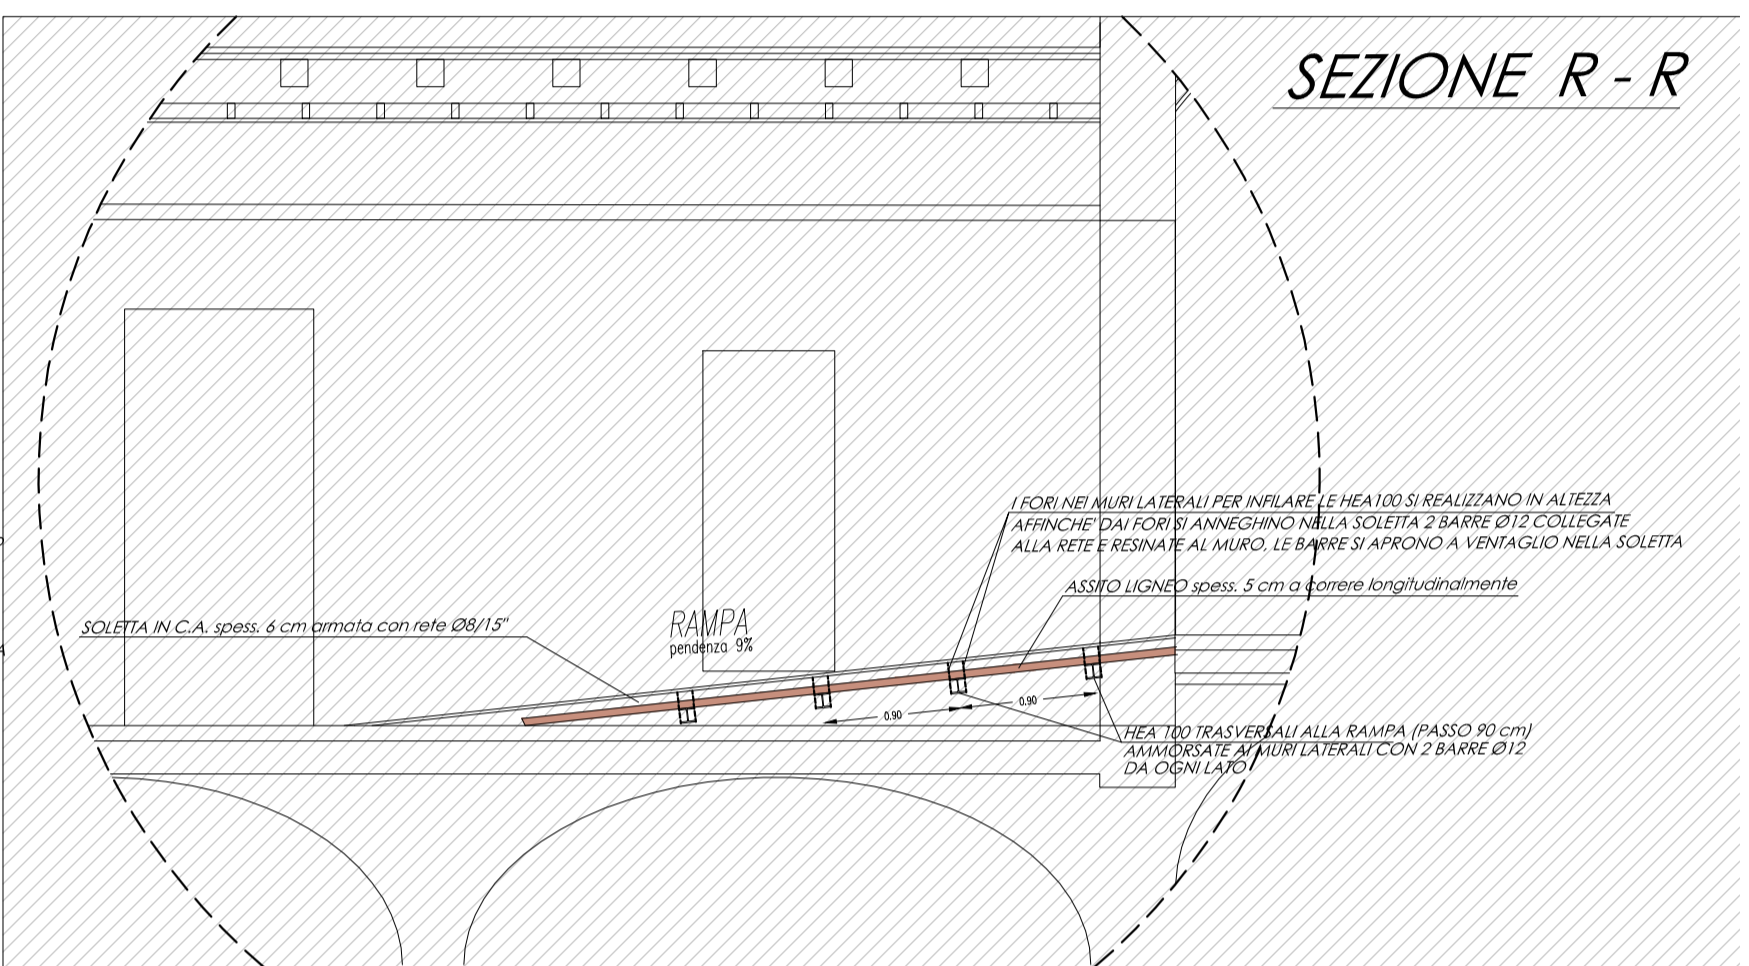 SEZIONE R - R
I FORI NEI MURI LATERALI PER INFILARE LE HEA100 SI REALIZZANO IN ALTEZZA
AFFINCHE' DAI FORI SI ANNEGHINO NELLA SOLETTA 2 BARRE Ø12 COLLEGATE
ALLA RETE E RESINATE AL MURO, LE BARRE SI APRONO A VENTAGLIO NELLA SOLETTA
ASSITO LIGNEO spess. 5 cm a correre longitudinalmente
SOLETTA IN C.A. spess. 6 cm armata con rete Ø8/15"
RAMPA
pendenza 9%
0.90
0.90
HEA 100 TRASVERSALI ALLA RAMPA (PASSO 90 cm)
AMMORSATE AI MURI LATERALI CON 2 BARRE Ø12
DA OGNI LATO